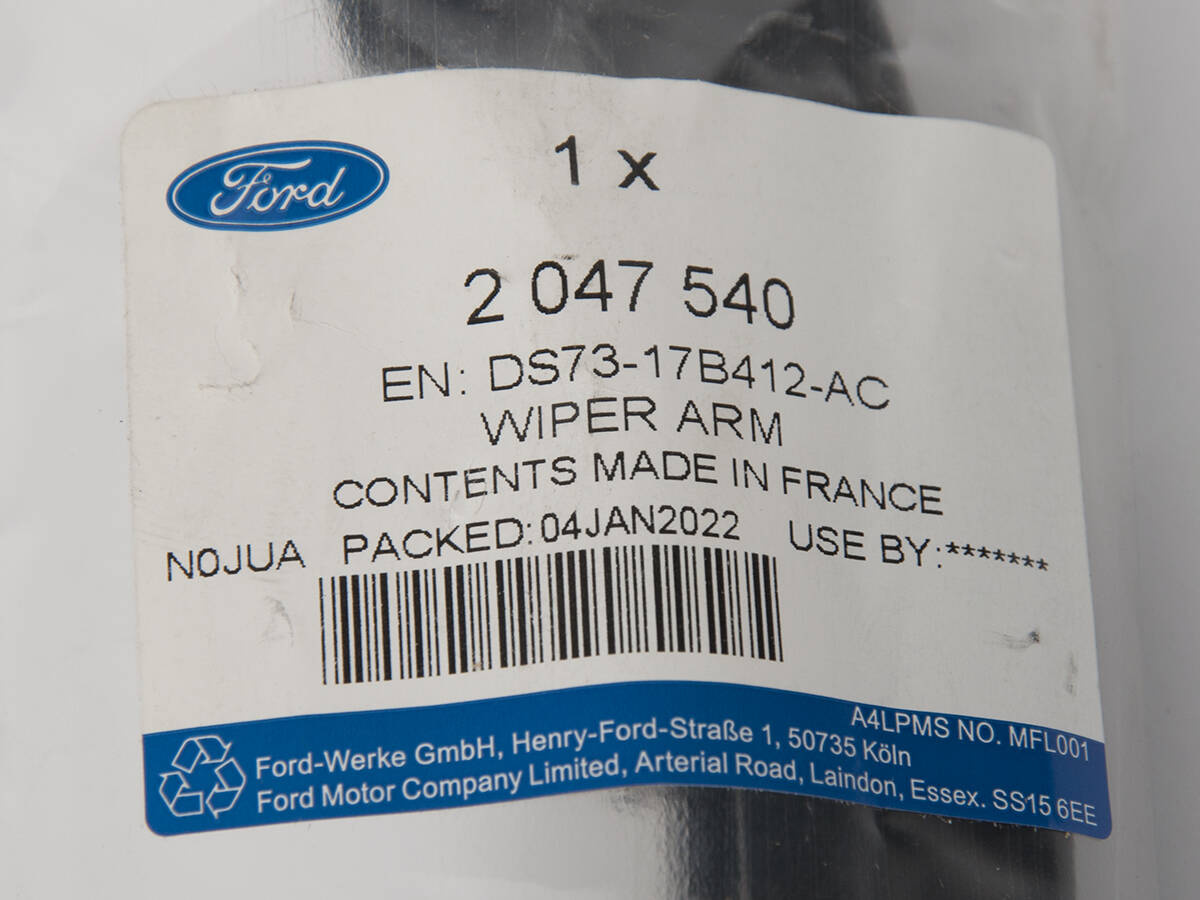 Ford
1 x
2 047 540
EN: DS73-17B412-AC
WIPER ARM
CONTENTS MADE IN FRANCE
N0JUA PACKED:04JAN2022 USE BY:*******
A4LPMS NO. MFL001
Ford-Werke GmbH, Henry-Ford-Straße 1, 50735 Köln
Ford Motor Company Limited, Arterial Road, Laindon, Essex. SS15 6EE